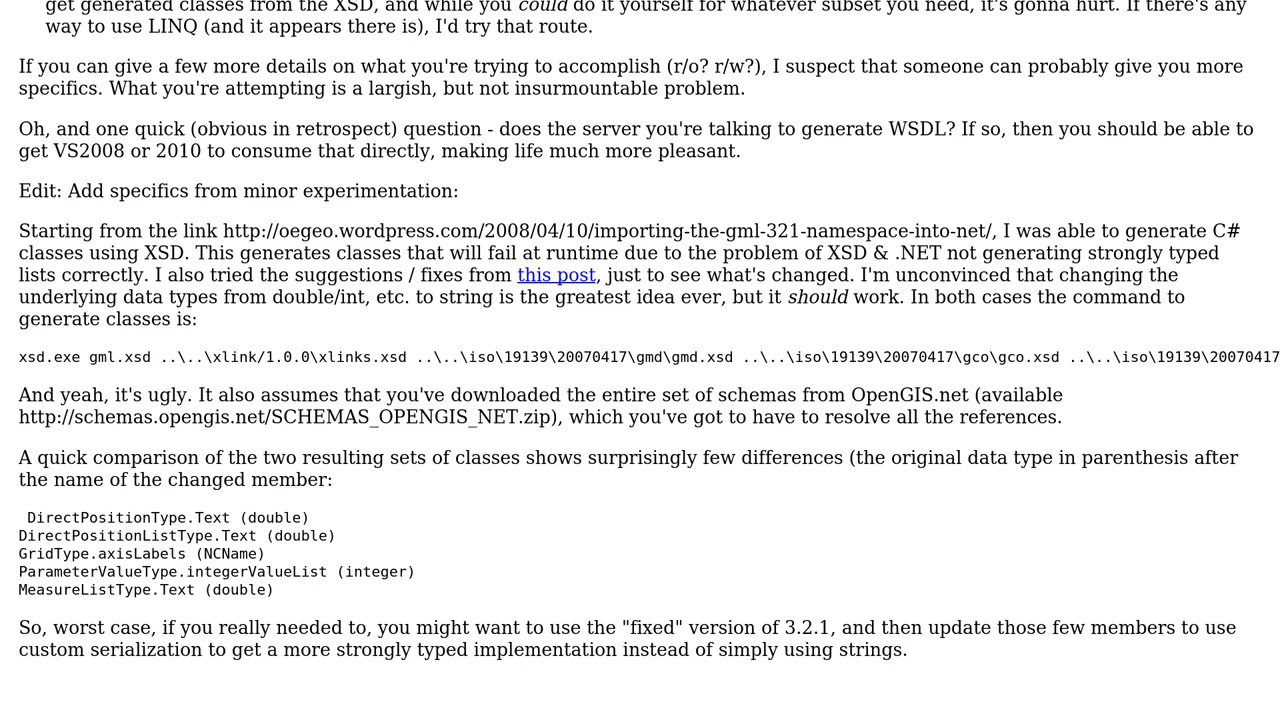 get generated classes from the XSD, and while you could do it yourself for whatever subset you need, it's gonna hurt. If there's any
way to use LINQ (and it appears there is), I'd try that route.
If you can give a few more details on what you're trying to accomplish (r/o? r/w?), I suspect that someone can probably give you more
specifics. What you're attempting is a largish, but not insurmountable problem.
Oh, and one quick (obvious in retrospect) question - does the server you're talking to generate WSDL? If so, then you should be able to
get VS2008 or 2010 to consume that directly, making life much more pleasant.
Edit: Add specifics from minor experimentation:
Starting from the link http://oegeo.wordpress.com/2008/04/10/importing-the-gml-321-namespace-into-net/, I was able to generate C#
classes using XSD. This generates classes that will fail at runtime due to the problem of XSD & .NET not generating strongly typed
lists correctly. I also tried the suggestions / fixes from this post, just to see what's changed. I'm unconvinced that changing the
underlying data types from double/int, etc. to string is the greatest idea ever, but it should work. In both cases the command to
generate classes is:
xsd.exe gml.xsd ..\..\xlink/1.0.0\xlinks.xsd ..\..\iso\19139\20070417\gmd\gmd.xsd ..\..\iso\19139\20070417\gco\gco.xsd ..\..\iso\19139\20070417
And yeah, it's ugly. It also assumes that you've downloaded the entire set of schemas from OpenGIS.net (available
http://schemas.opengis.net/SCHEMAS_OPENGIS_NET.zip), which you've got to have to resolve all the references.
A quick comparison of the two resulting sets of classes shows surprisingly few differences (the original data type in parenthesis after
the name of the changed member:
DirectPositionType.Text (double)
DirectPositionListType.Text (double)
GridType.axisLabels (NCName)
ParameterValueType.integerValueList (integer)
MeasureListType.Text (double)
So, worst case, if you really needed to, you might want to use the "fixed" version of 3.2.1, and then update those few members to use
custom serialization to get a more strongly typed implementation instead of simply using strings.